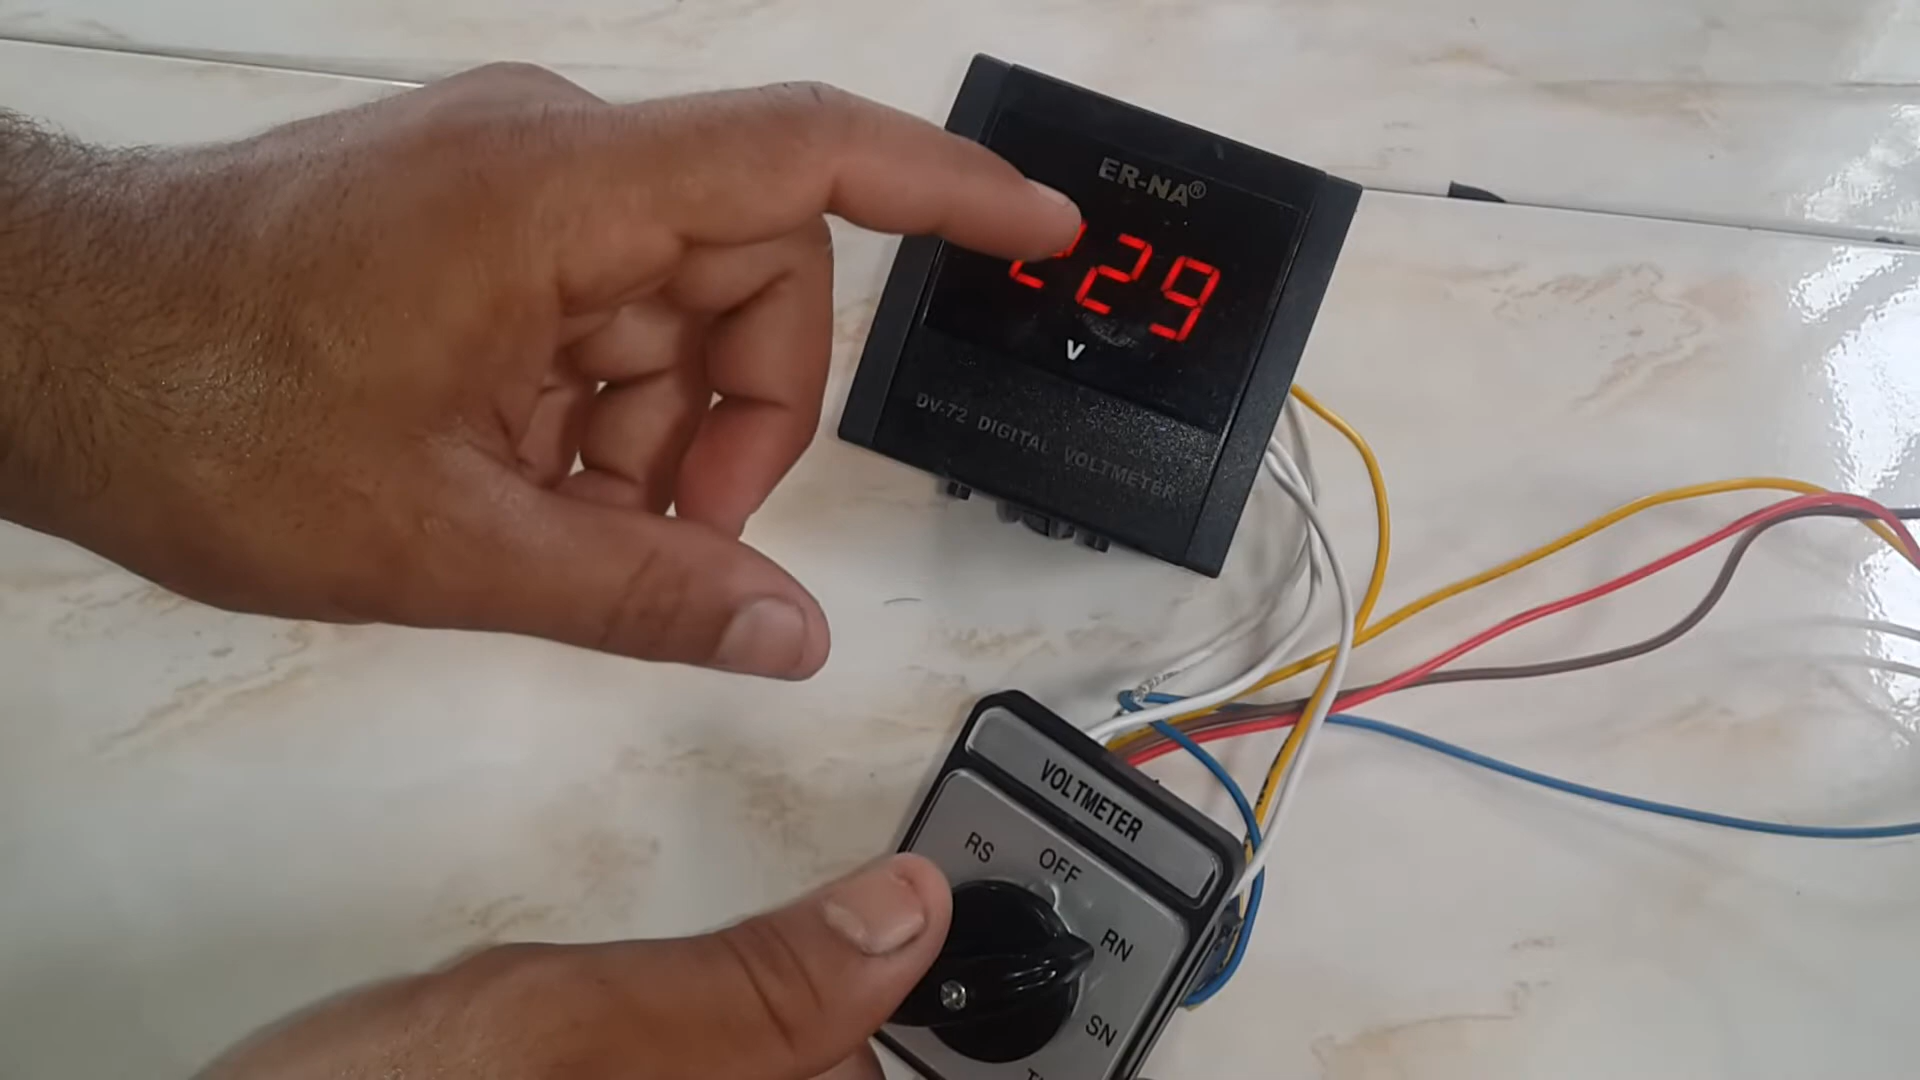 ER-NA®
229
V
DV-72 DIGITAL VOLTMETER
VOLTMETER
OFF
RS
RN
SN